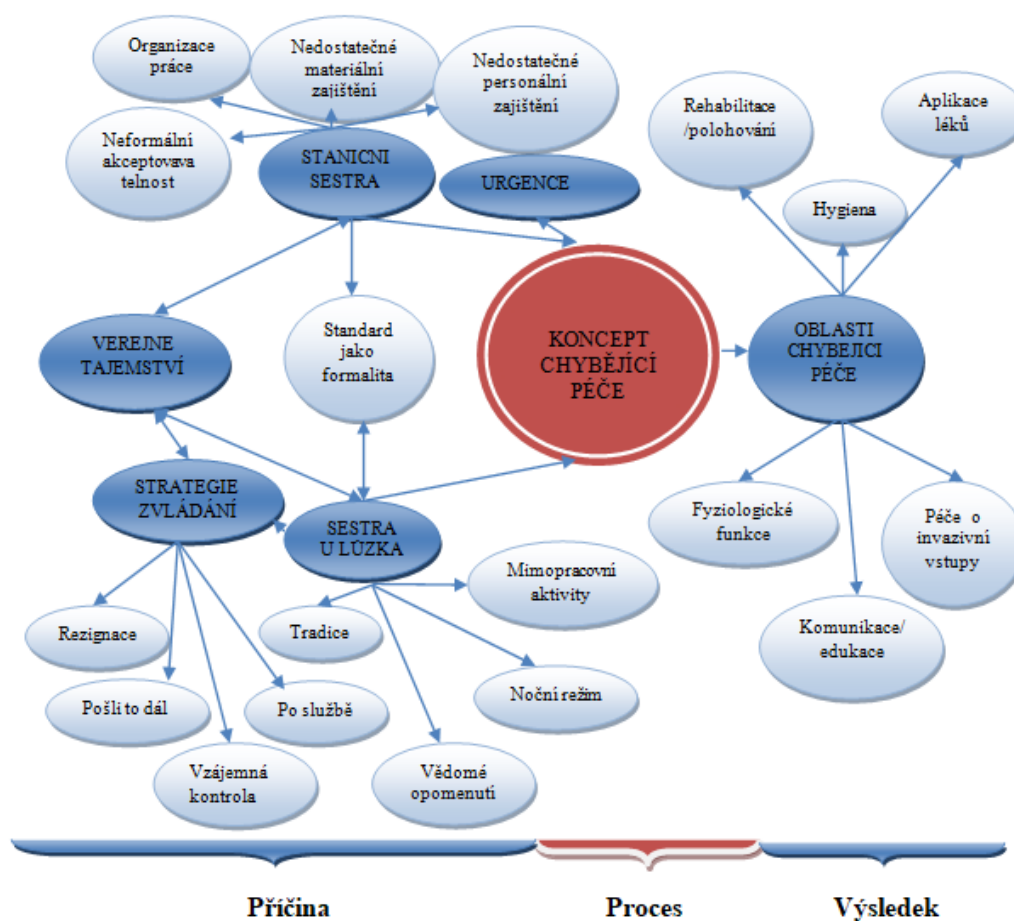 Organizace
práce
Nedostatečné
materiální
zajištění
Nedostatečné
personální
zajištění
Rehabilitace
/polohování
Aplikace
léků
Neformální
akceptovava
telnost
STANICNI
SESTRA
URGENCE
Hygiena
VEREJNE
TAJEMSTVÍ
Standard
jako
formalita
KONCEPT
CHYBĚJÍCÍ
PÉČE
OBLASTI
CHYBEJICI
PÉČE
STRATEGIE
ZVLÁDÁNÍ
SESTRA
U LŮZKA
Fyziologické
funkce
Péče o
invazivní
vstupy
Mimopracovní
aktivity
Rezignace
Tradice
Komunikace/
edukace
Pošli to dál
Po službě
Noční režim
Vzájemná
kontrola
Vědomé
opomenutí
Příčina
Proces
Výsledek